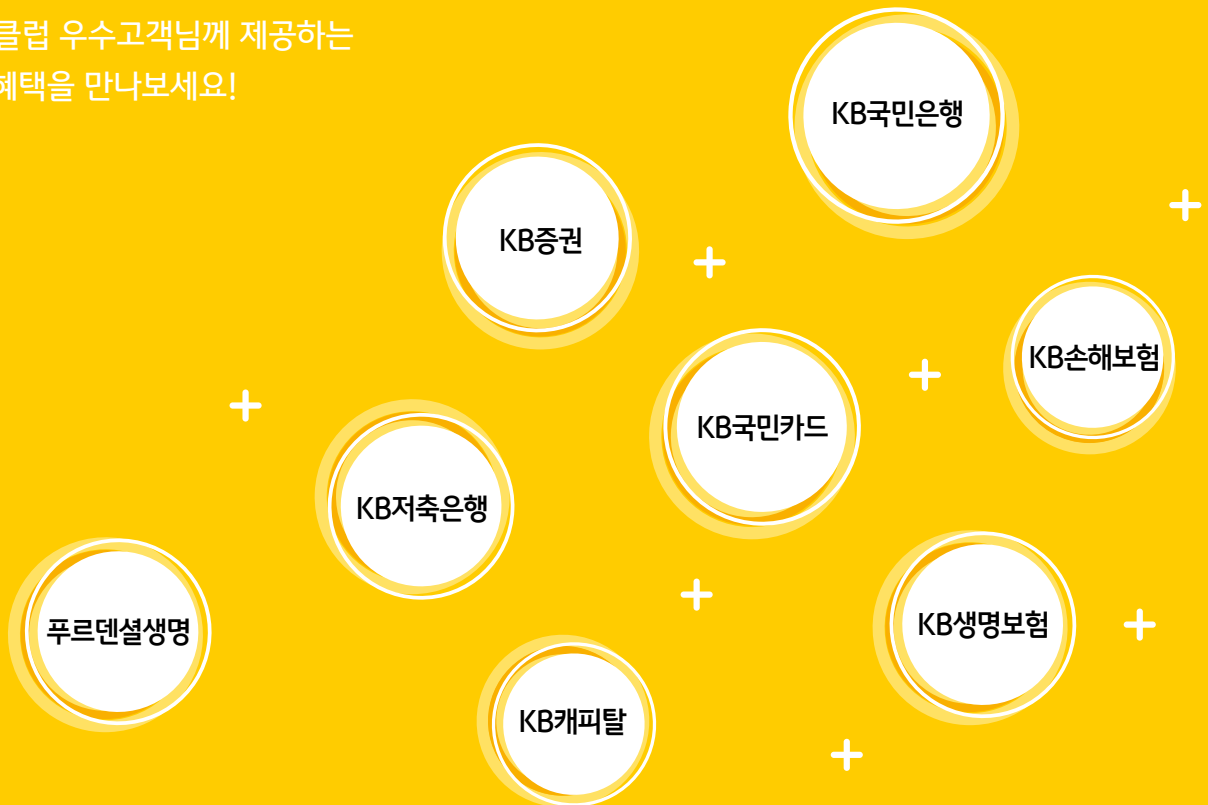 클럽 우수고객님께 제공하는
혜택을 만나보세요!
KB국민은행
KB증권
KB손해보험
KB국민카드
KB저축은행
푸르덴셜생명
KB생명보험
KB캐피탈